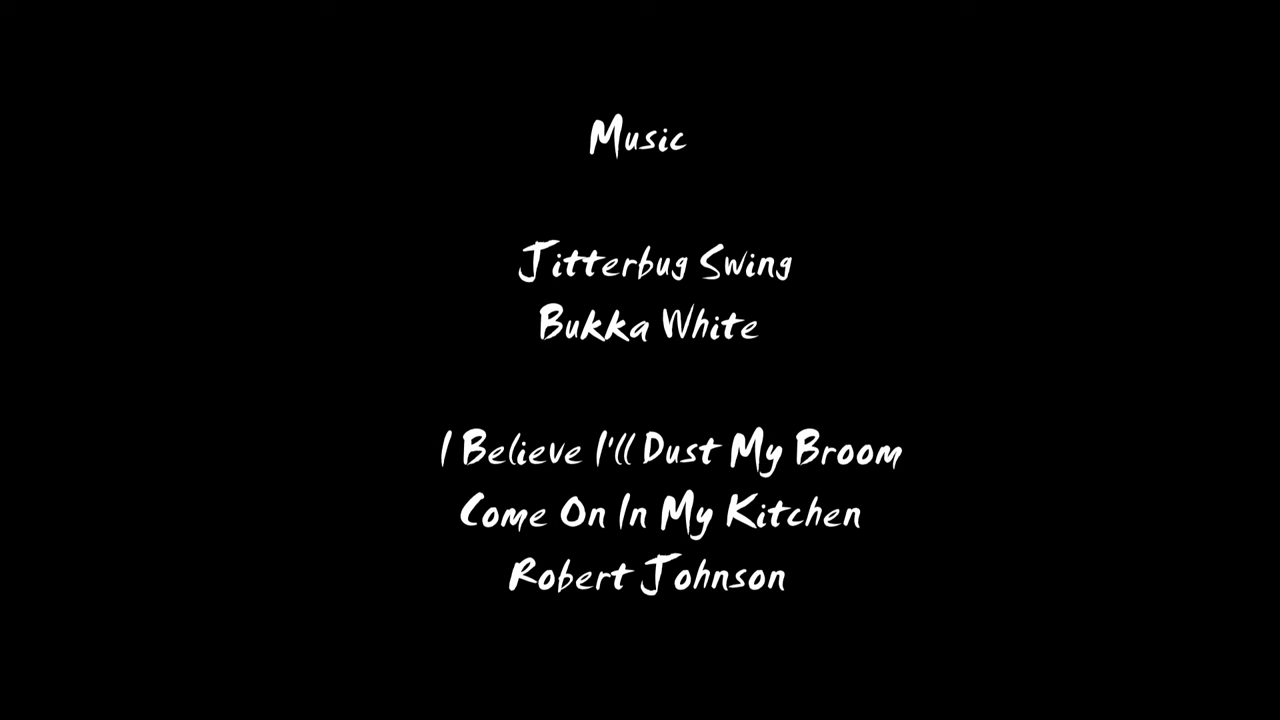 Music
Jitterbug Swing
Bukka White
I Believe I'll Dust My Broom
Come On In My Kitchen
Robert Johnson